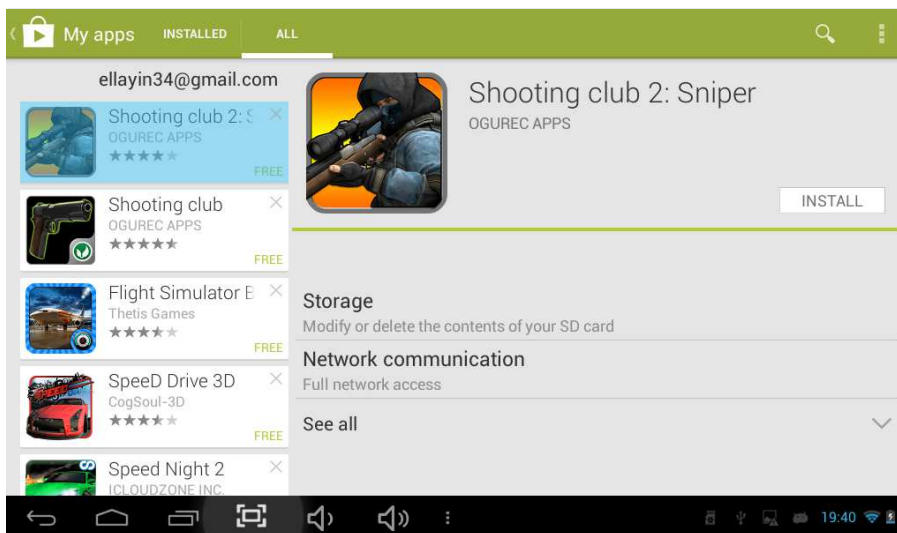 My apps INSTALLED ALL
ellayin34@gmail.com
Shooting club 2: S
OGUREC APPS
FREE
Shooting club
OGUREC APPS
FREE
Flight Simulator B
Thetis Games
FREE
SpeeD Drive 3D
CogSoul-3D
FREE
Speed Night 2
ICLOUDZONE INC.
Shooting club 2: Sniper
OGUREC APPS
INSTALL
Storage
Modify or delete the contents of your SD card
Network communication
Full network access
See all
19:40